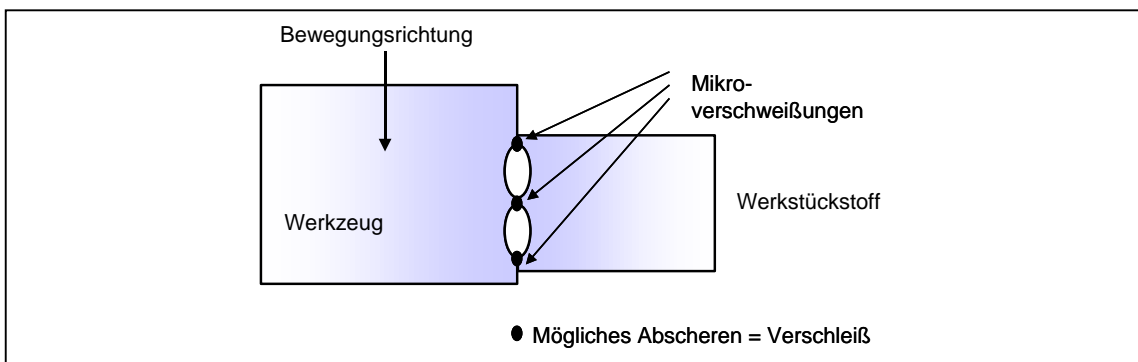 Bewegungsrichtung
Mikro-
verschweißungen
Werkzeug
Werkstückstoff
Mögliches Abscheren = Verschleiß